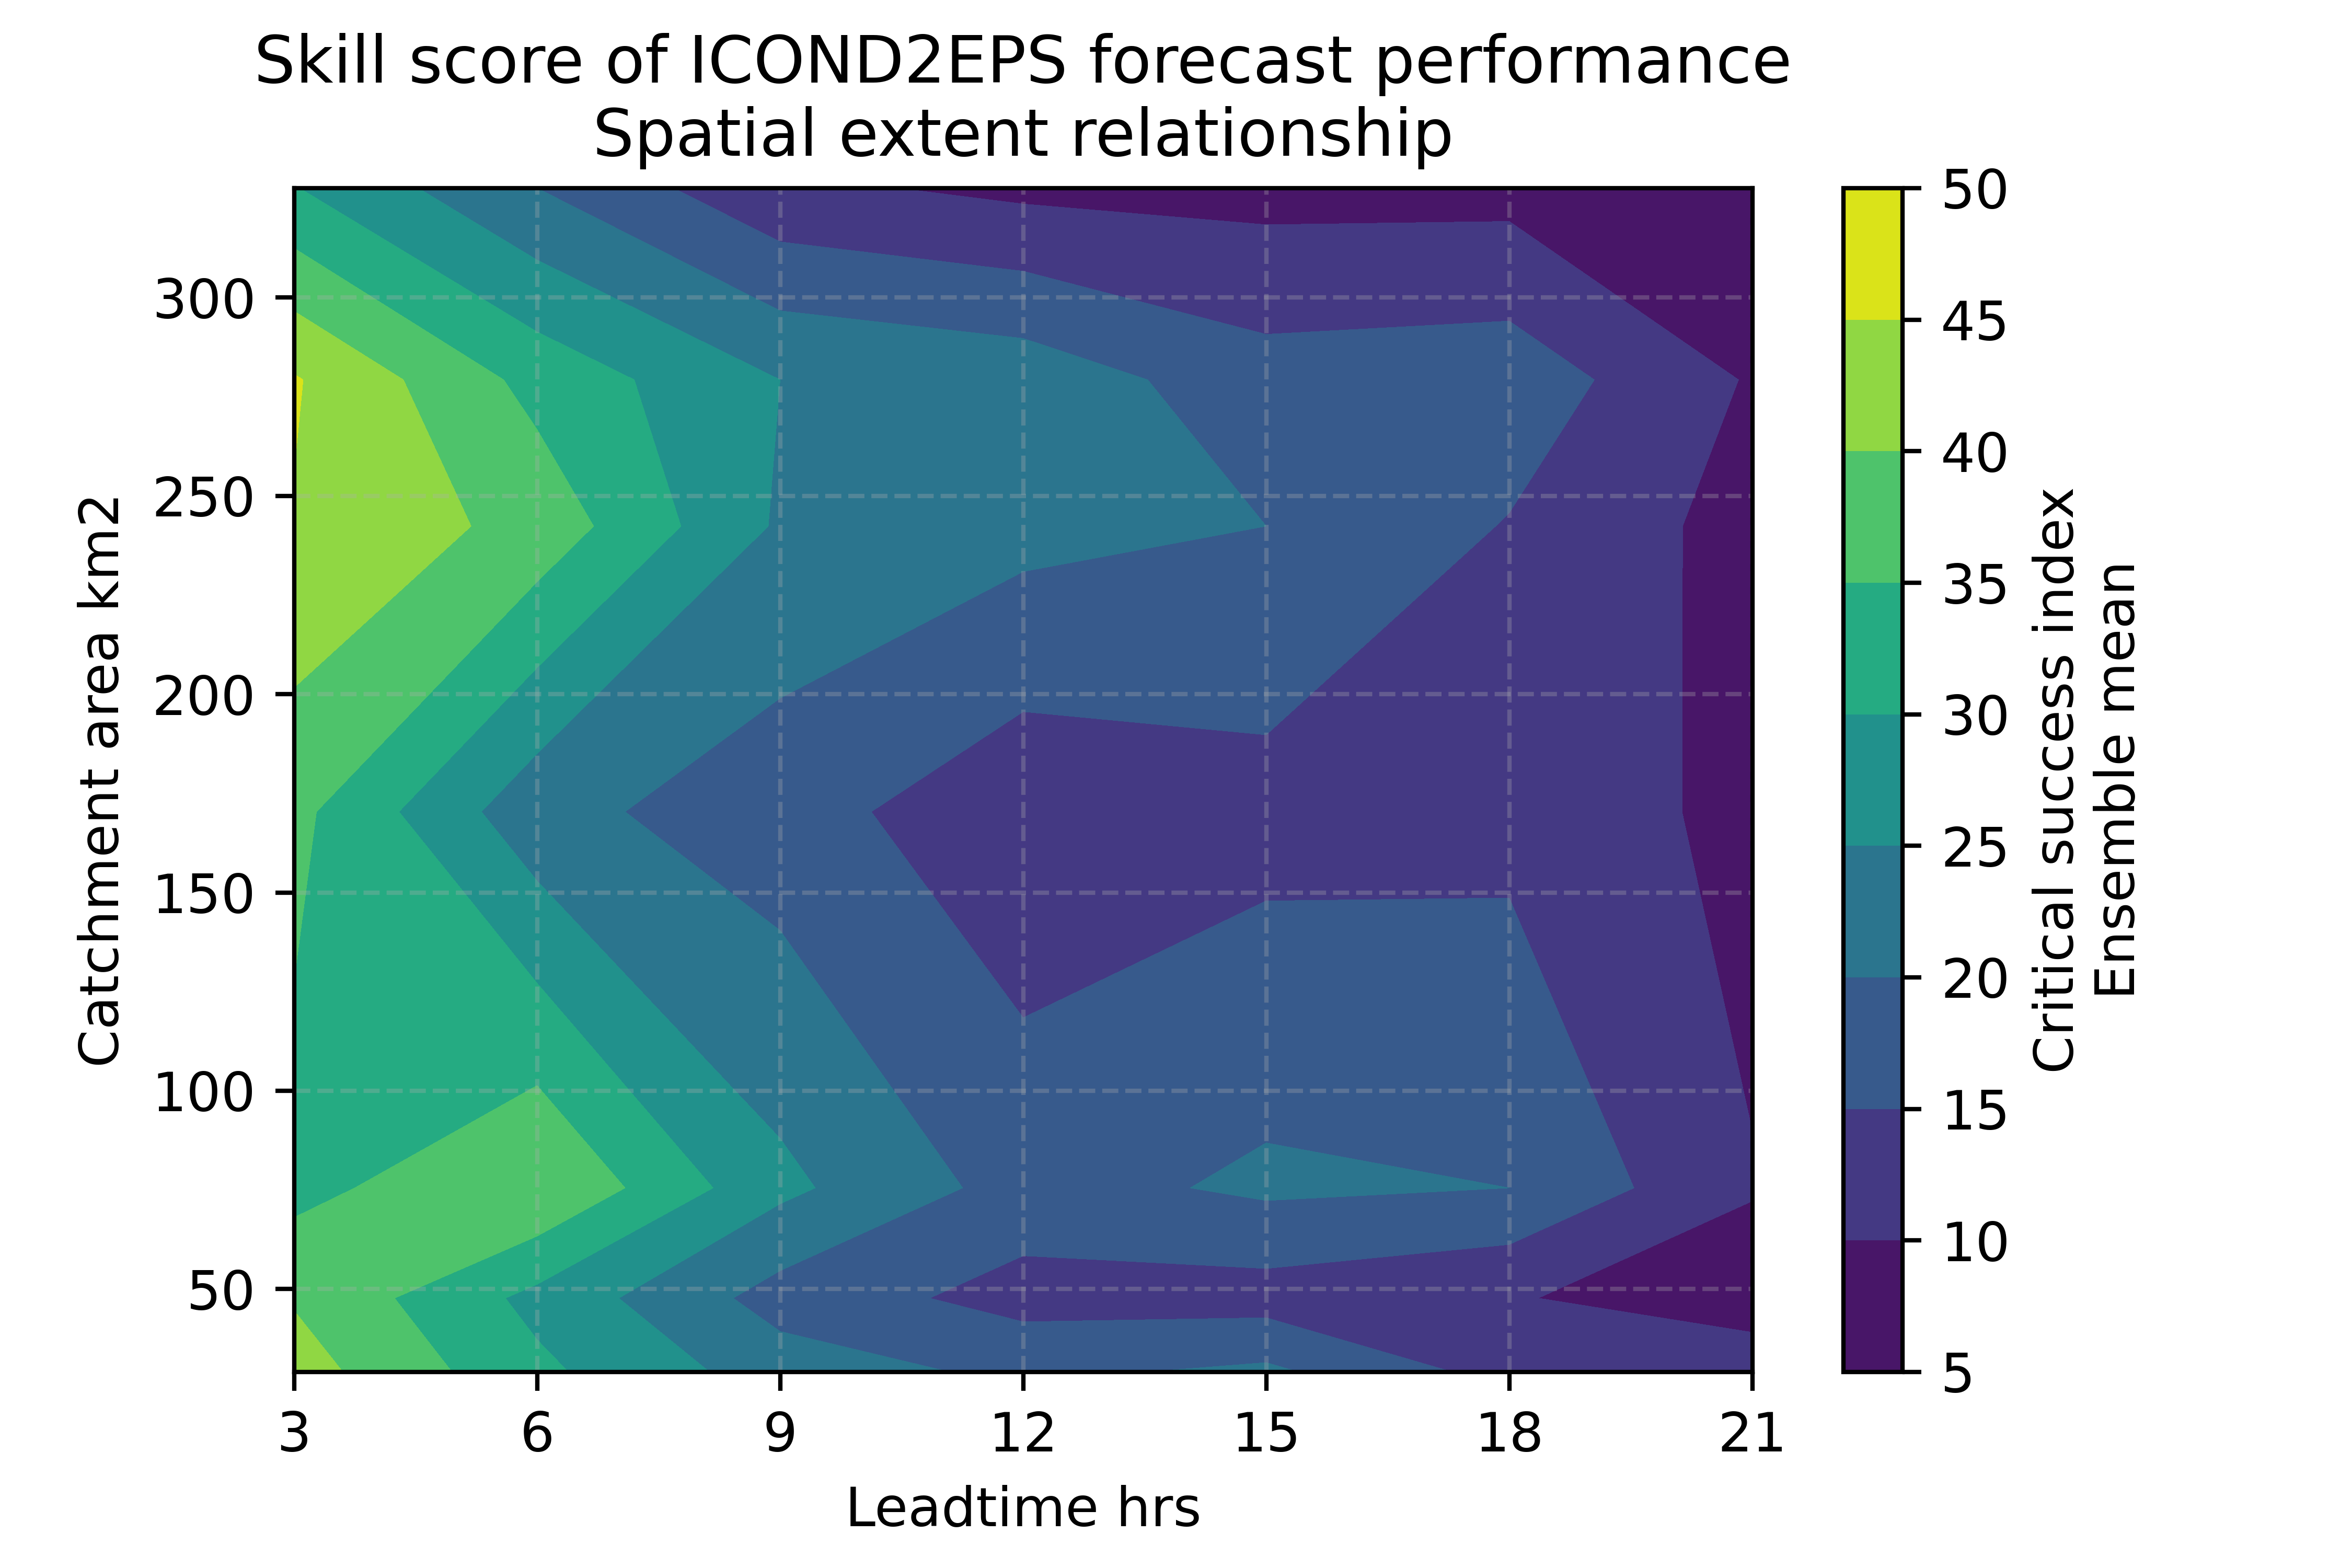 Skill score of ICOND2EPS forecast performance
Spatial extent relationship
Catchment area km2
300
250
200
150
100
50
3 6 9 12 15 18 21
Leadtime hrs
50
45
40
35
30
25
20
15
10
5
Critical success index
Ensemble mean